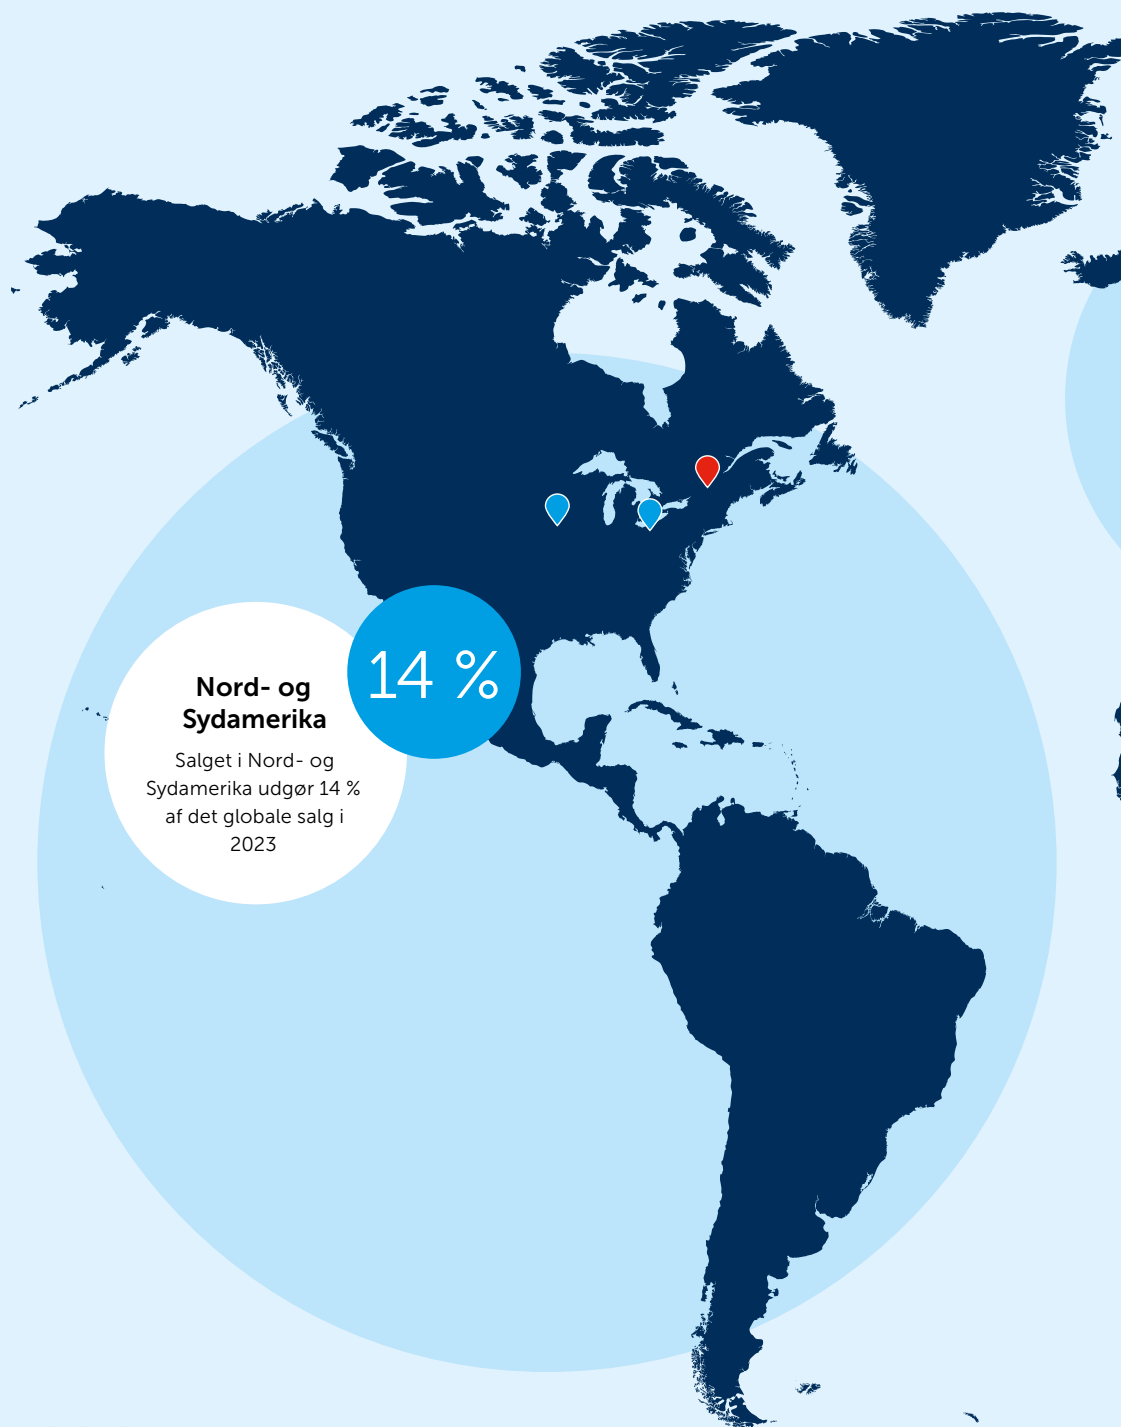 14 %
Nord- og
Sydamerika
Salget i Nord- og
Sydamerika udgør 14 %
af det globale salg i
2023